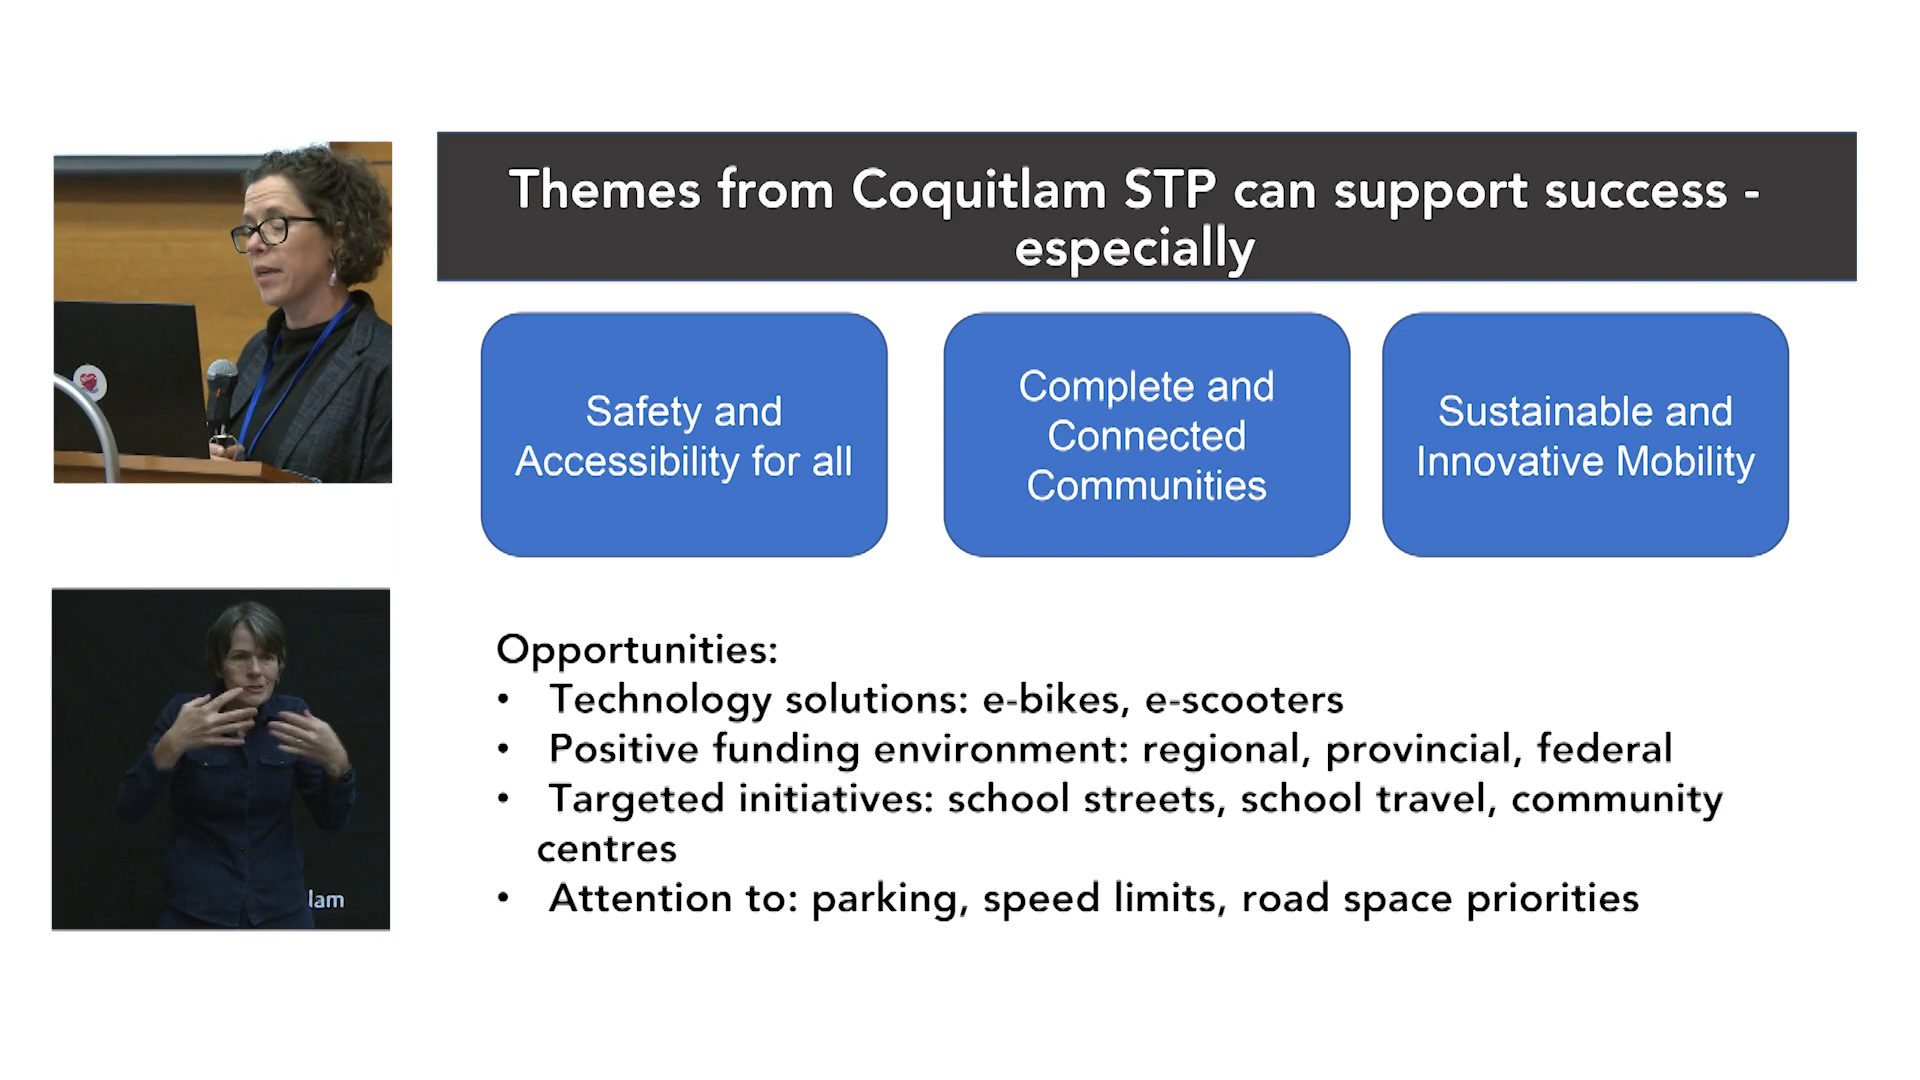 Themes from Coquitlam STP can support success -
especially
Safety and
Accessibility for all
Complete and
Connected
Communities
Sustainable and
Innovative Mobility
Opportunities:
• Technology solutions: e-bikes, e-scooters
• Positive funding environment: regional, provincial, federal
• Targeted initiatives: school streets, school travel, community
centres
• Attention to: parking, speed limits, road space priorities
lam